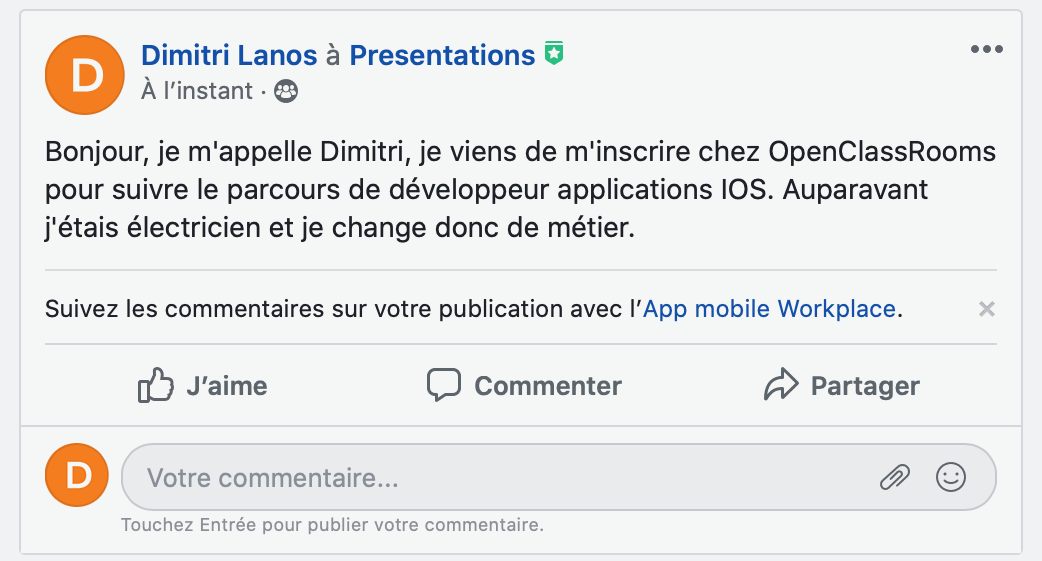 D
Dimitri Lanos à Presentations
À l’instant ·
Bonjour, je m'appelle Dimitri, je viens de m'inscrire chez OpenClassRooms
pour suivre le parcours de développeur applications IOS. Auparavant
j'étais électricien et je change donc de métier.
Suivez les commentaires sur votre publication avec l’App mobile Workplace.
J’aime
Commenter
Partager
D
Votre commentaire...
Touchez Entrée pour publier votre commentaire.